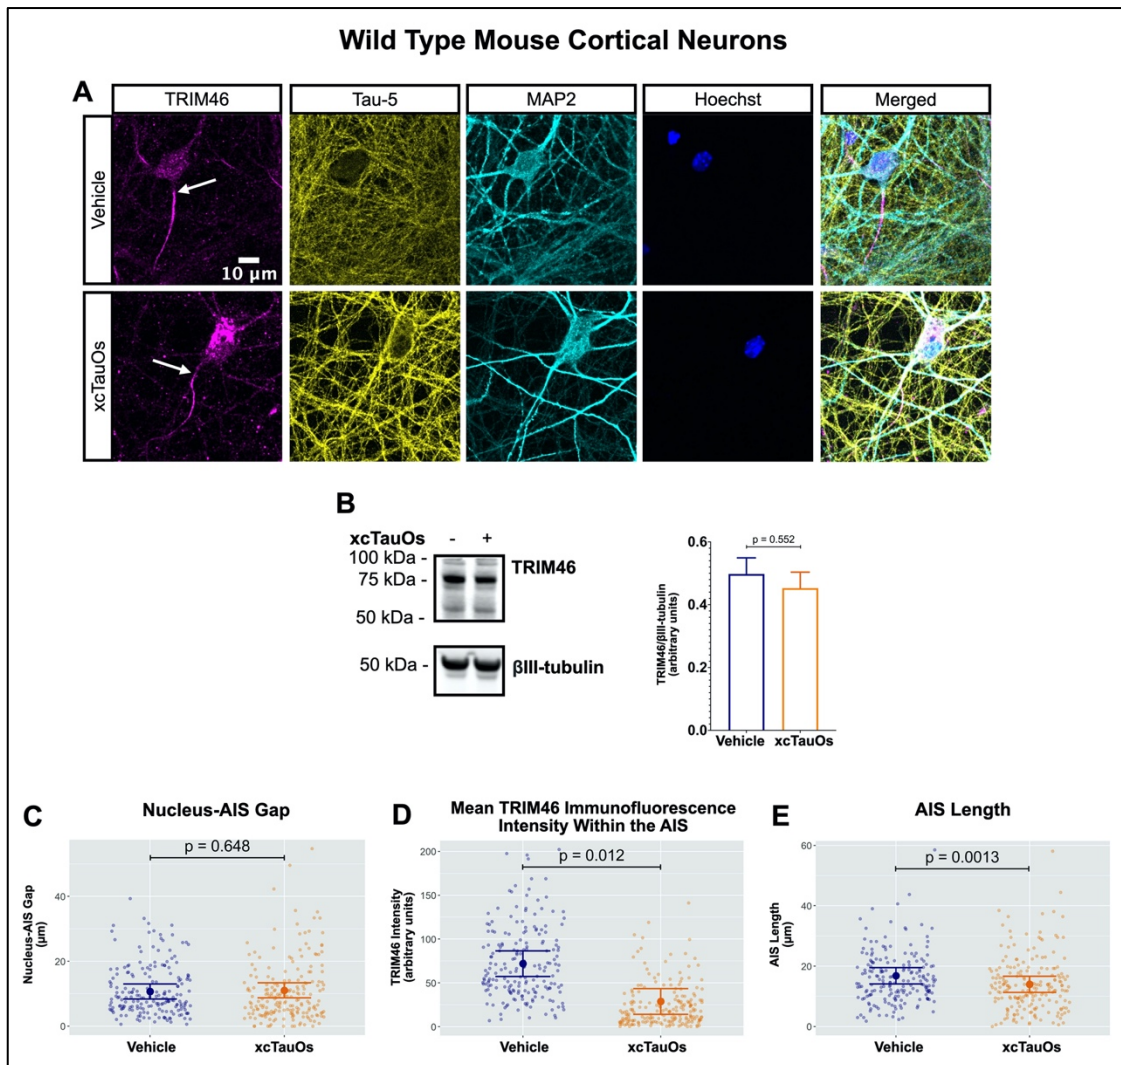 Wild Type Mouse Cortical Neurons
A
TRIM46
Tau-5
MAP2
Hoechst
Merged
Vehicle
10 µm
xcTauOs
B
xcTauOs - +
100 kDa -
75 kDa -
50 kDa -
TRIM46
50 kDa -
βIII-tubulin
TRIM46/βIII-tubulin
(arbitrary units)
0.6
0.4
0.2
0.0
p = 0.552
Vehicle xcTauOs
C
Nucleus-AIS Gap
p = 0.648
Nucleus-AIS Gap
(µm)
40
20
0
Vehicle xcTauOs
D
Mean TRIM46 Immunofluorescence
Intensity Within the AIS
p = 0.012
TRIM46 Intensity
(arbitrary units)
200
150
100
50
0
Vehicle xcTauOs
E
AIS Length
p = 0.0013
AIS Length
(µm)
60
40
20
0
Vehicle xcTauOs